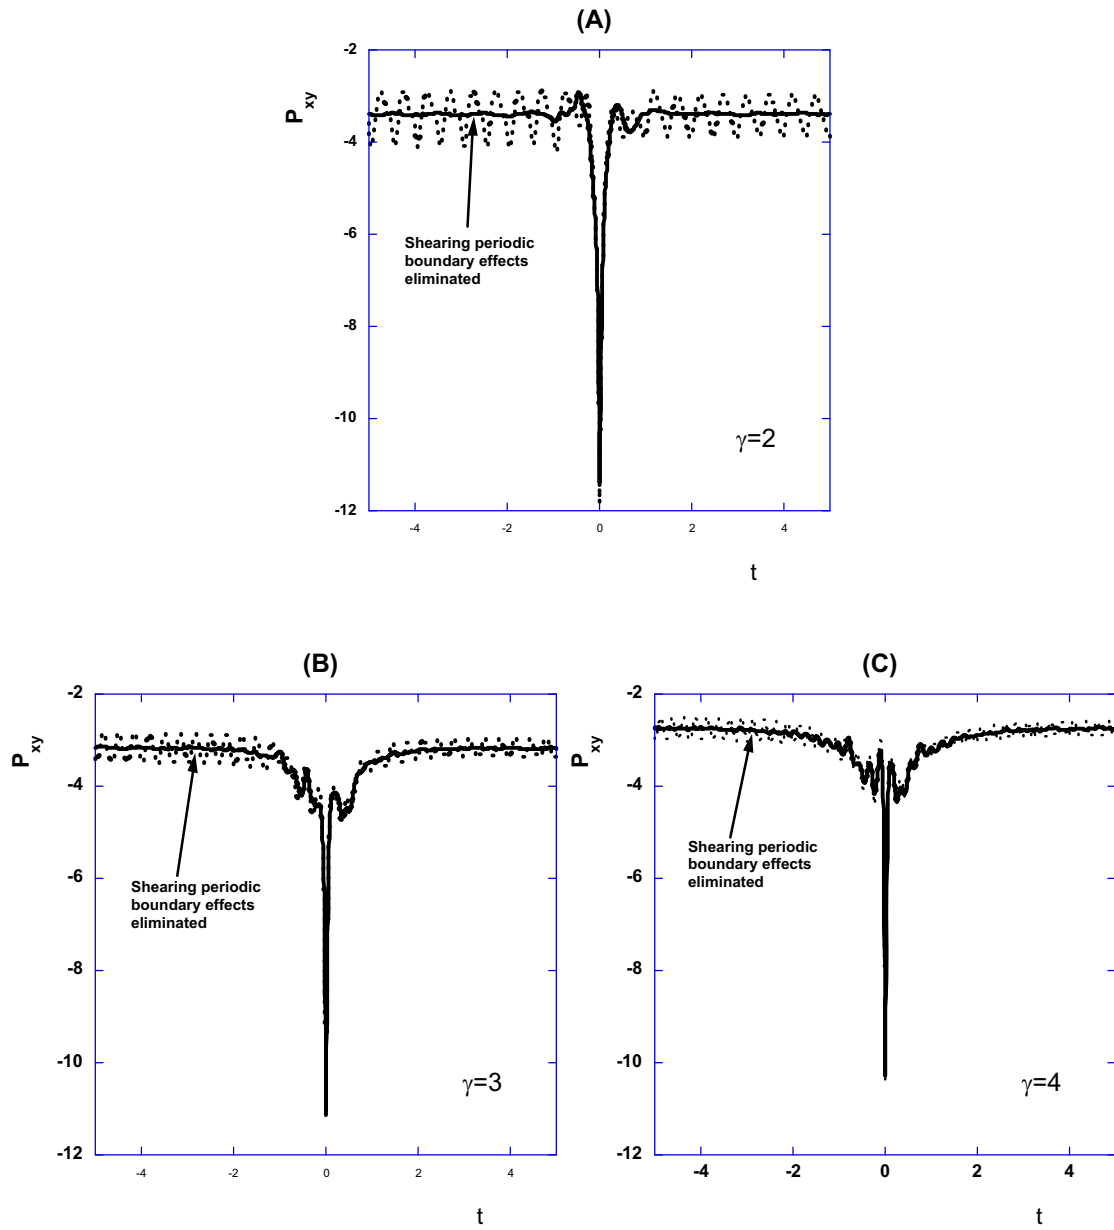 (A)
-2
-4
-6
-8
-10
-12
P xy
Shearing periodic
boundary effects
eliminated
γ=2
-4 -2 0 2 4
t
(B)
-2
-4
-6
-8
-10
-12
P xy
Shearing periodic
boundary effects
eliminated
γ=3
-4 -2 0 2 4
t
(C)
-2
-4
-6
-8
-10
-12
P xy
Shearing periodic
boundary effects
eliminated
γ=4
-4 -2 0 2 4
t